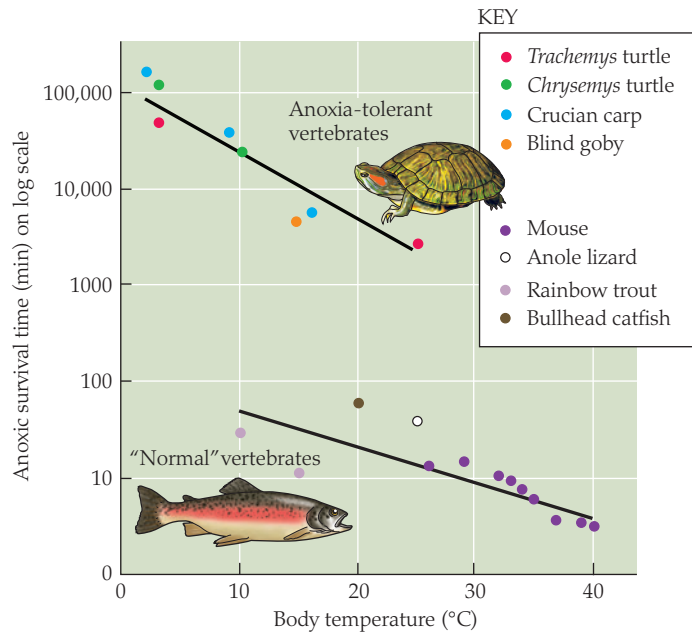 KEY
Trachemys turtle
Chrysemys turtle
Crucian carp
Blind goby
Mouse
Anole lizard
Rainbow trout
Bullhead catfish
Anoxia-tolerant
vertebrates
“Normal” vertebrates
Anoxic survival time (min) on log scale
100,000
10,000
1000
100
10
0
0 10 20 30 40
Body temperature (°C)